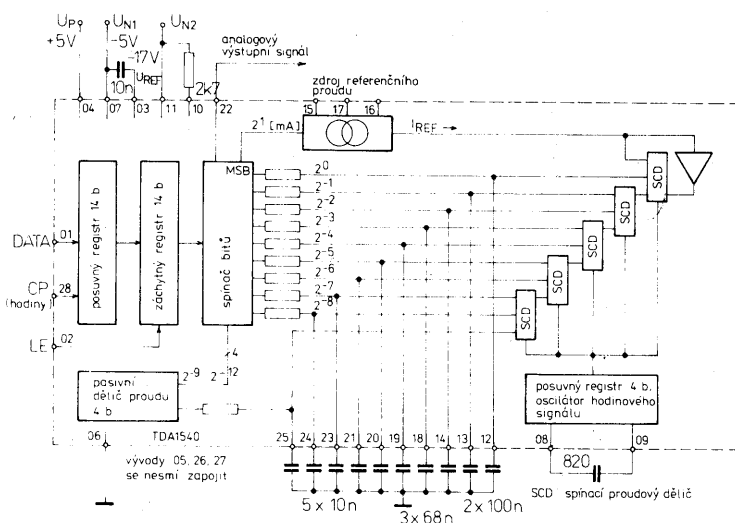 UP UN1 UN2
+5V -5V
-17V
10n
UREF
2k7
analogový
výstupní signál
04 07 03 11 10 22
zdroj referenčního
proudu
15 17 16
2¹ [mA]
IREF →
MSB
2⁰
2⁻¹
2⁻²
2⁻³
2⁻⁴
2⁻⁵
2⁻⁶
2⁻⁷
2⁻⁸
SCD
SCD
SCD
SCD
SCD
DATA 01
CP 28
(hodiny)
LE 02
posuvný registr 14 b
záchytný registr 14 b
spínač bitů
4
2⁻⁹ 2⁻¹²
pasivní
dělič proudu
4 b
posuvný registr 4 b.
oscilátor hodinového
signálu
06 TDA1540
25 24 23 21 20 19 18 14 13 12
08 09
vývody 05, 26, 27
se nesmí zapojit
820
5 x 10n
3 x 68n
2 x 100n
SCD spínací proudový dělič